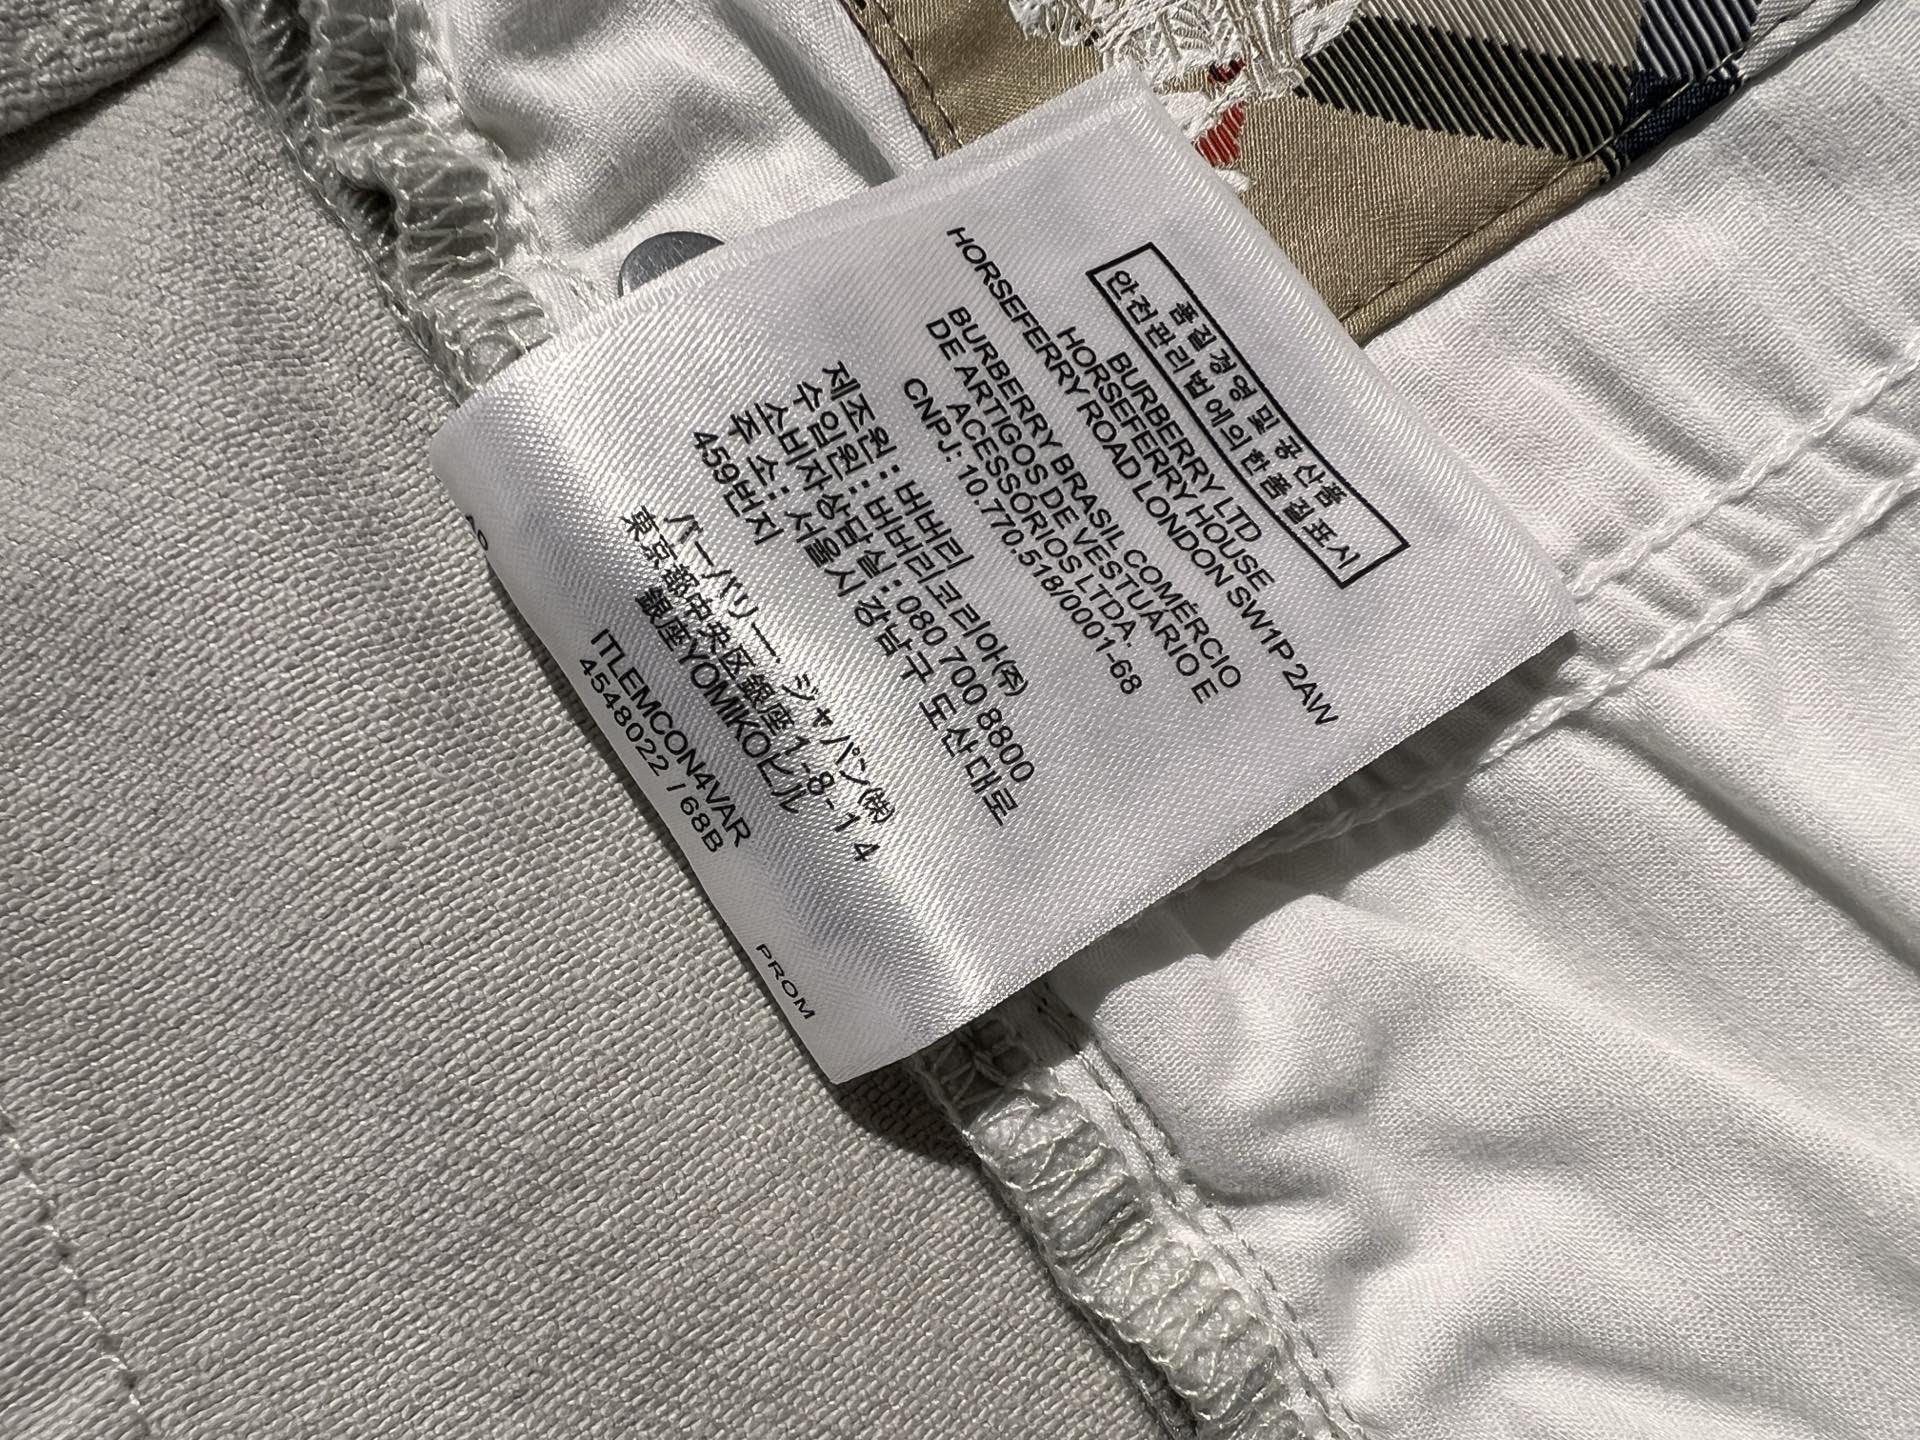 품질경영 및 공산품
안전관리법에의한품질표시
BURBERRY LTD
HORSEFERRY HOUSE
HORSEFERRY ROAD LONDON SW1P 2AW
BURBERRY BRASIL COMÉRCIO
DE ARTIGOS DE VESTUÁRIO E
ACESSÓRIOS LTDA.
CNPJ: 10.770.518/0001-68
제조원 : 버버리
수입원 : 버버리코리아(주)
소비자상담실 : 080 700 8800
주 소 : 서울시 강남구 도산대로
459번지
バーバリー・ジャパン(株)
東京都中央区銀座1-8-14
銀座YOMIKOビル
ITLEMCON4VAR
4548022 / 68B
PROM